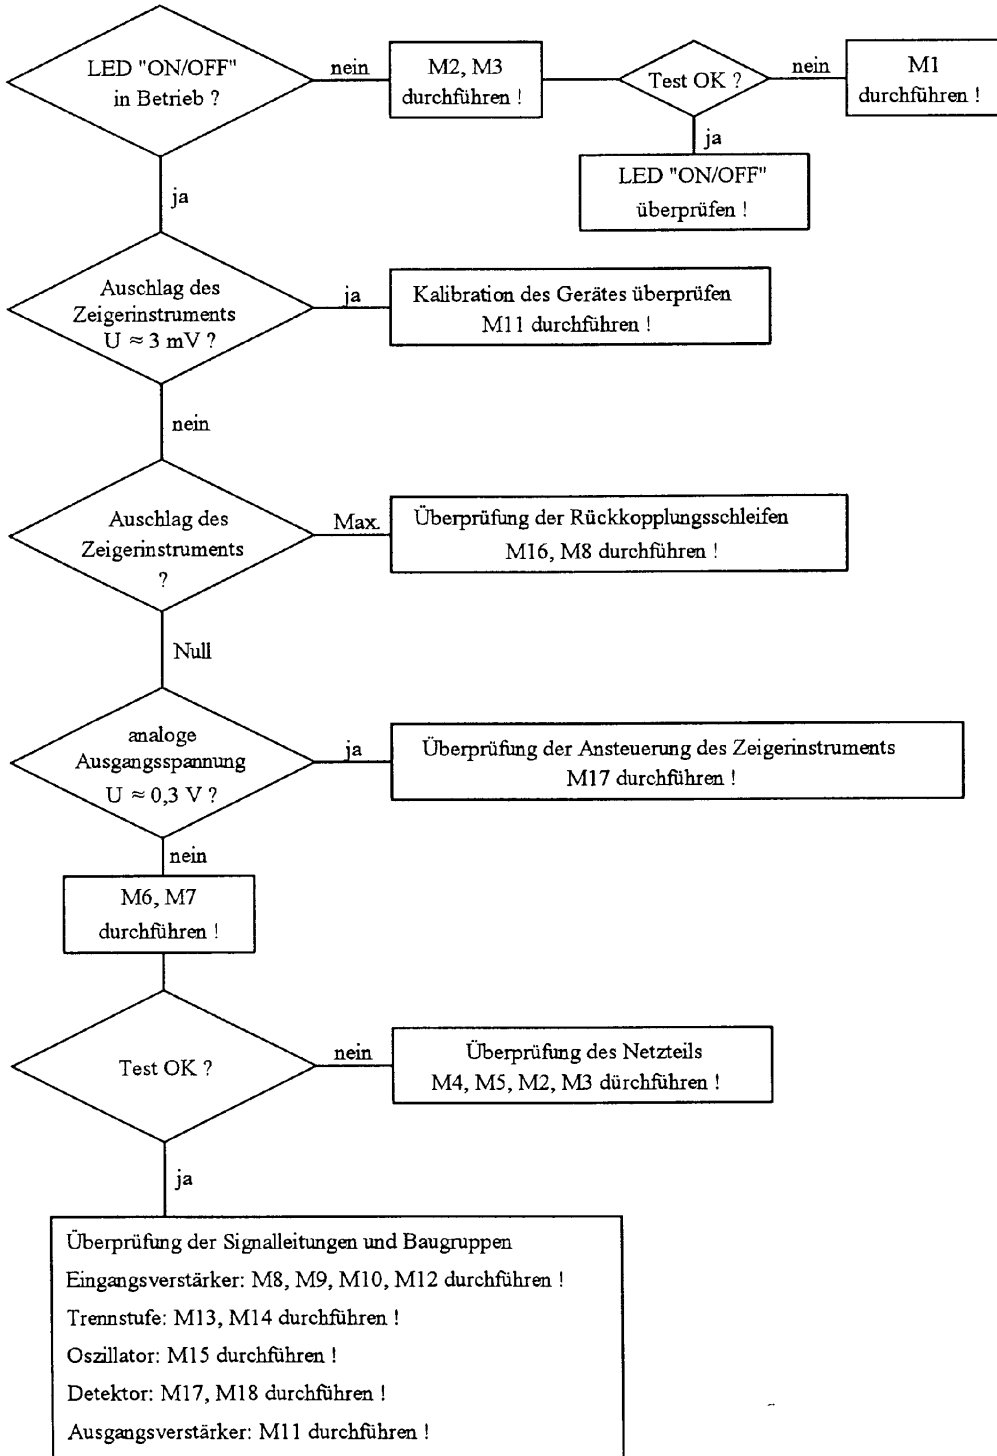 LED "ON/OFF"
in Betrieb ?
nein
M2, M3
durchführen !
Test OK ?
nein
M1
durchführen !
ja
LED "ON/OFF"
überprüfen !
ja
Auschlag des
Zeigerinstruments
U ≈ 3 mV ?
ja
Kalibration des Gerätes überprüfen
M11 durchführen !
nein
Auschlag des
Zeigerinstruments
?
Max.
Überprüfung der Rückkopplungsschleifen
M16, M8 durchführen !
Null
analoge
Ausgangsspannung
U ≈ 0,3 V ?
ja
Überprüfung der Ansteuerung des Zeigerinstruments
M17 durchführen !
nein
M6, M7
durchführen !
Test OK ?
nein
Überprüfung des Netzteils
M4, M5, M2, M3 dürchführen !
ja
Überprüfung der Signalleitungen und Baugruppen
Eingangsverstärker: M8, M9, M10, M12 durchführen !
Trennstufe: M13, M14 durchführen !
Oszillator: M15 durchführen !
Detektor: M17, M18 durchführen !
Ausgangsverstärker: M11 durchführen !